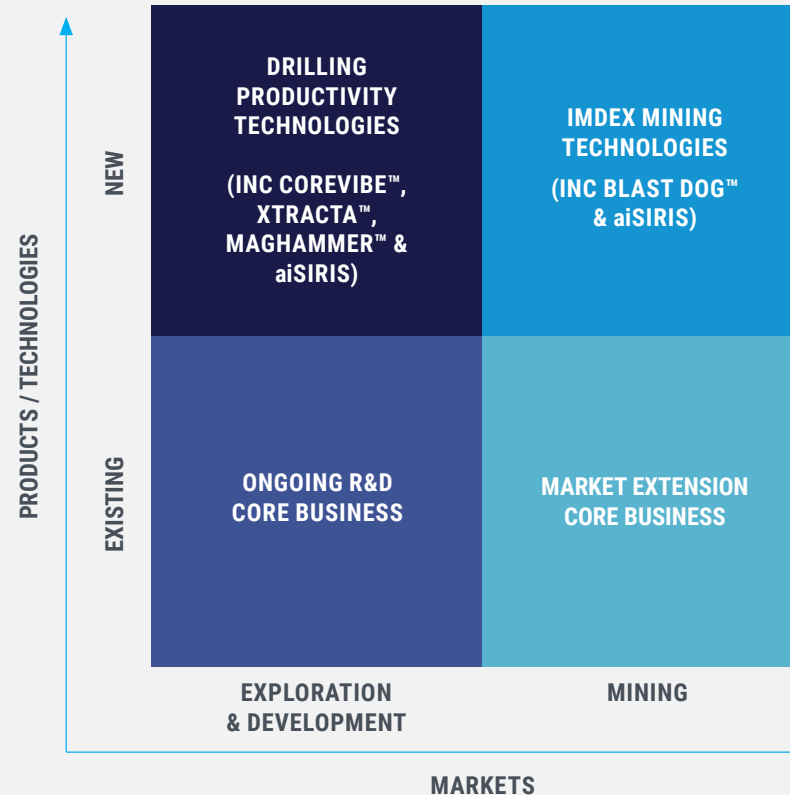 PRODUCTS / TECHNOLOGIES
NEW
DRILLING
PRODUCTIVITY
TECHNOLOGIES
(INC COREVIBE™,
XTRACTA™,
MAGHAMMER™ &
aiSIRIS)
IMDEX MINING
TECHNOLOGIES
(INC BLAST DOG™
& aiSIRIS)
EXISTING
ONGOING R&D
CORE BUSINESS
MARKET EXTENSION
CORE BUSINESS
EXPLORATION
& DEVELOPMENT
MINING
MARKETS